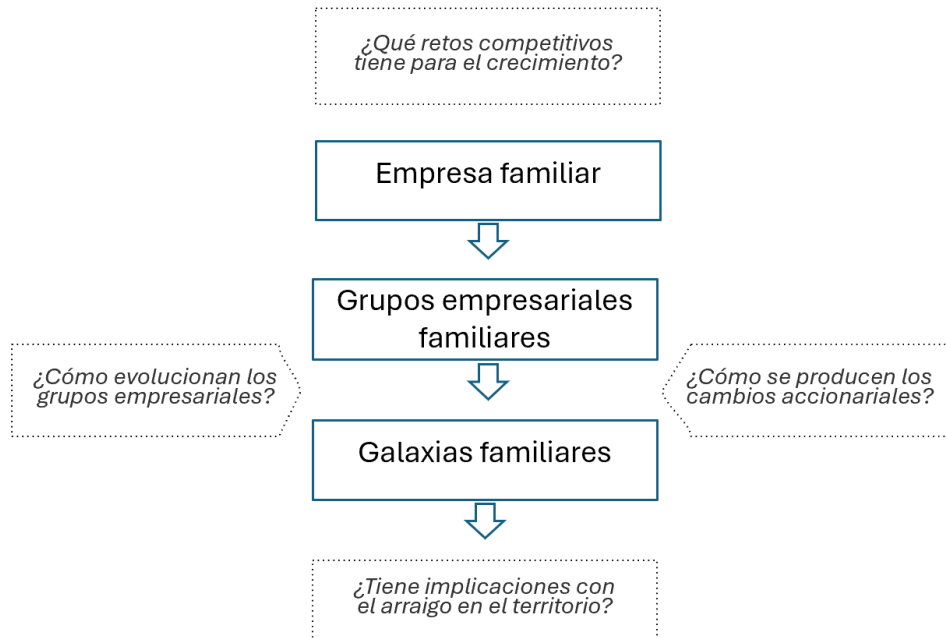 ¿Qué retos competitivos
tiene para el crecimiento?
Empresa familiar
Grupos empresariales
familiares
¿Cómo evolucionan los
grupos empresariales?
¿Cómo se producen los
cambios accionariales?
Galaxias familiares
¿Tiene implicaciones con
el arraigo en el territorio?